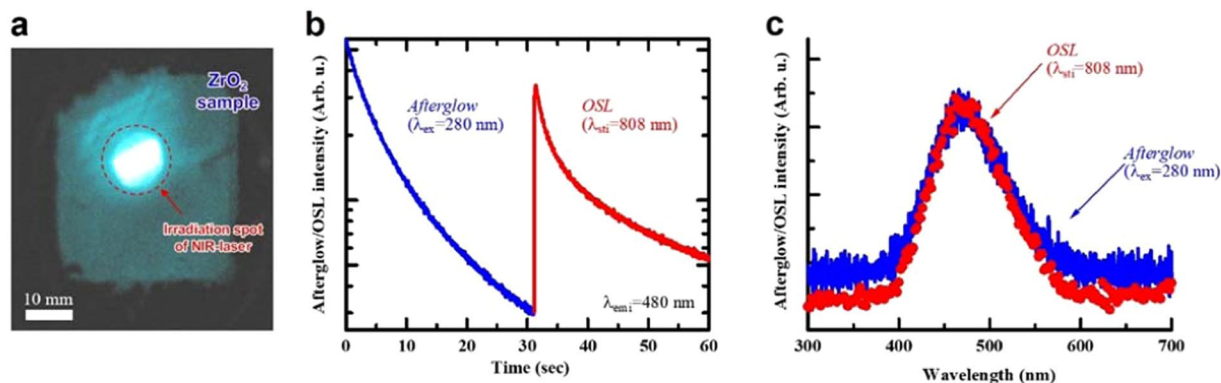 a
ZrO₂
sample
Irradiation spot
of NIR-laser
10 mm
b
Afterglow/OSL intensity (Arb. u.)
Afterglow
(λex=280 nm)
OSL
(λsti=808 nm)
λemi=480 nm
0 10 20 30 40 50 60
Time (sec)
c
Afterglow/OSL intensity (Arb. u.)
OSL
(λsti=808 nm)
Afterglow
(λex=280 nm)
300 400 500 600 700
Wavelength (nm)